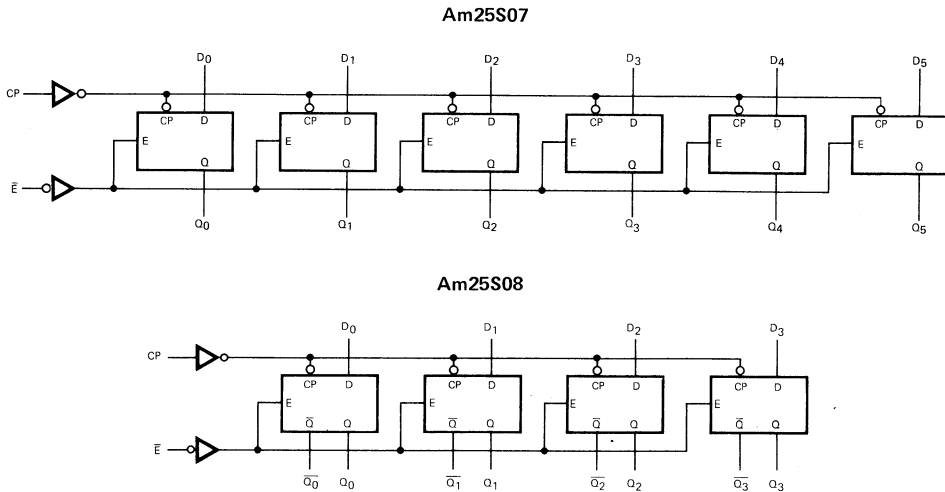 Am25S07
D0 D1 D2 D3 D4 D5
CP
CP D CP D CP D CP D CP D CP D
E E E E E E
Q Q Q Q Q Q
E̅
Q0 Q1 Q2 Q3 Q4 Q5
Am25S08
D0 D1 D2 D3
CP
CP D CP D CP D CP D
E E E E
Q̅ Q Q̅ Q Q̅ Q Q̅ Q
E̅
Q̅0 Q0 Q̅1 Q1 Q̅2 Q2 Q̅3 Q3